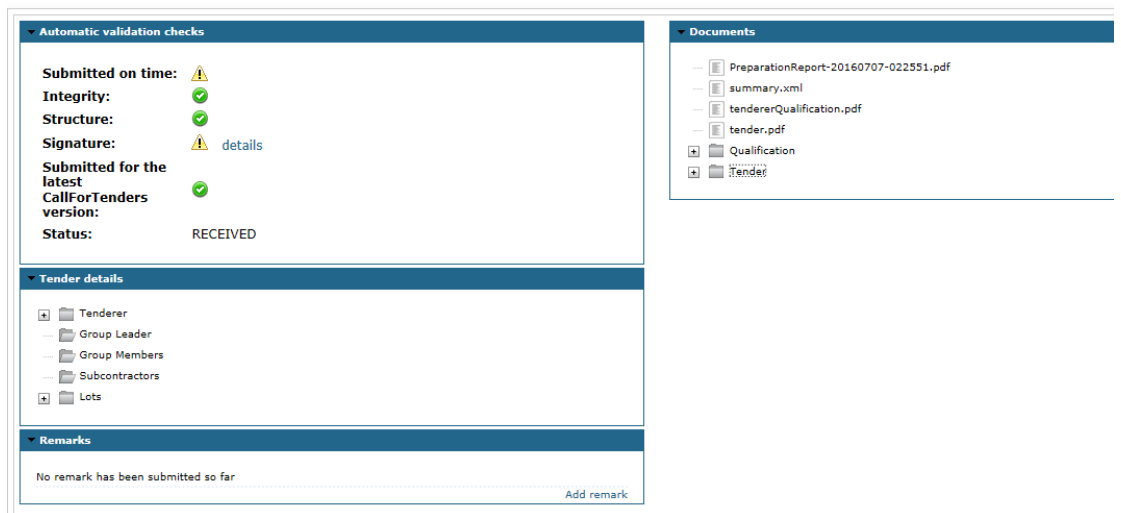 Automatic validation checks
Submitted on time:
Integrity:
Structure:
Signature: details
Submitted for the
latest
CallForTenders
version:
Status: RECEIVED
Tender details
Tenderer
Group Leader
Group Members
Subcontractors
Lots
Remarks
No remark has been submitted so far
Add remark
Documents
PreparationReport-20160707-022551.pdf
summary.xml
tendererQualification.pdf
tender.pdf
Qualification
Tender